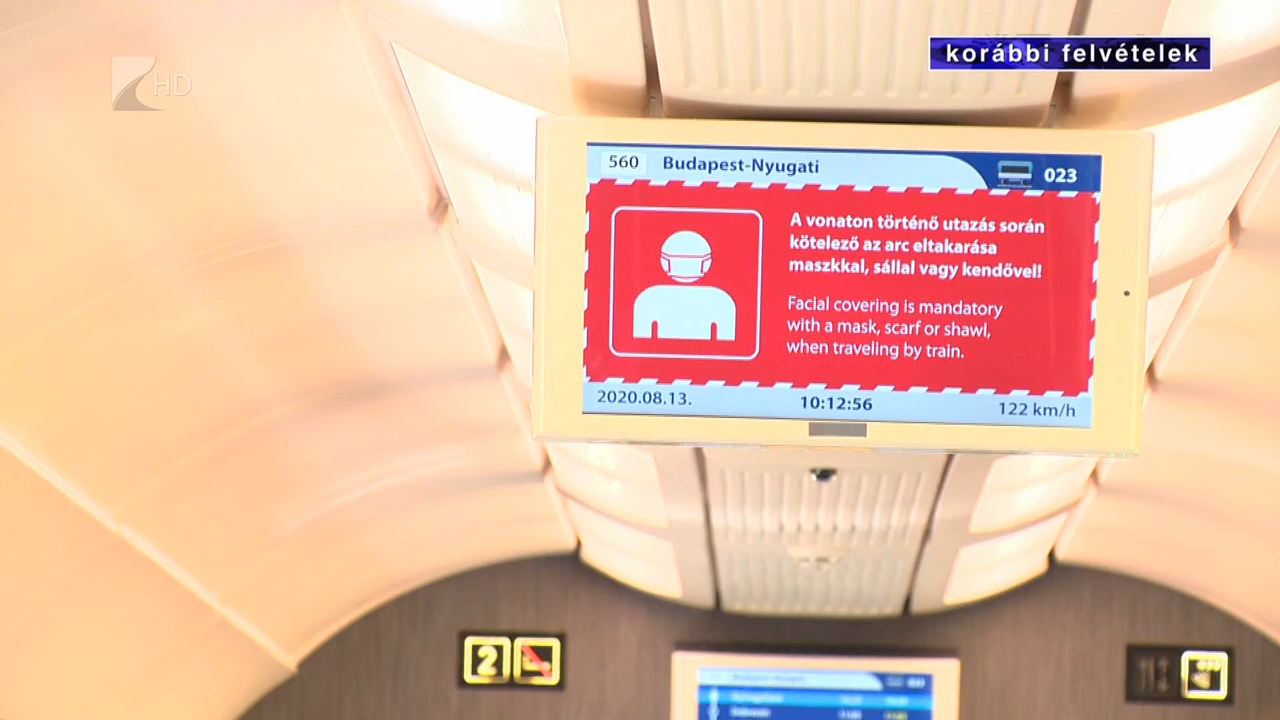 HD
korábbi felvételek
560 Budapest-Nyugati 023
A vonaton történő utazás során
kötelező az arc eltakarása
maszkkal, sállal vagy kendővel!
Facial covering is mandatory
with a mask, scarf or shawl,
when traveling by train.
2020.08.13. 10:12:56 122 km/h
2
Budapest-Nyugati